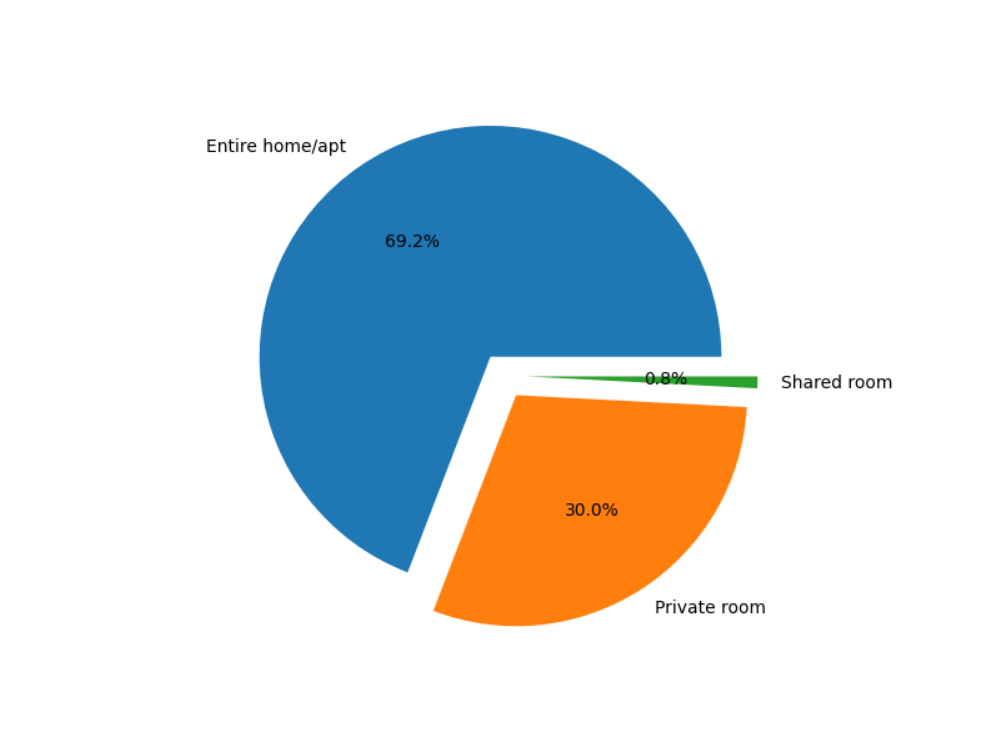 Entire home/apt
69.2%
0.8%
Shared room
30.0%
Private room